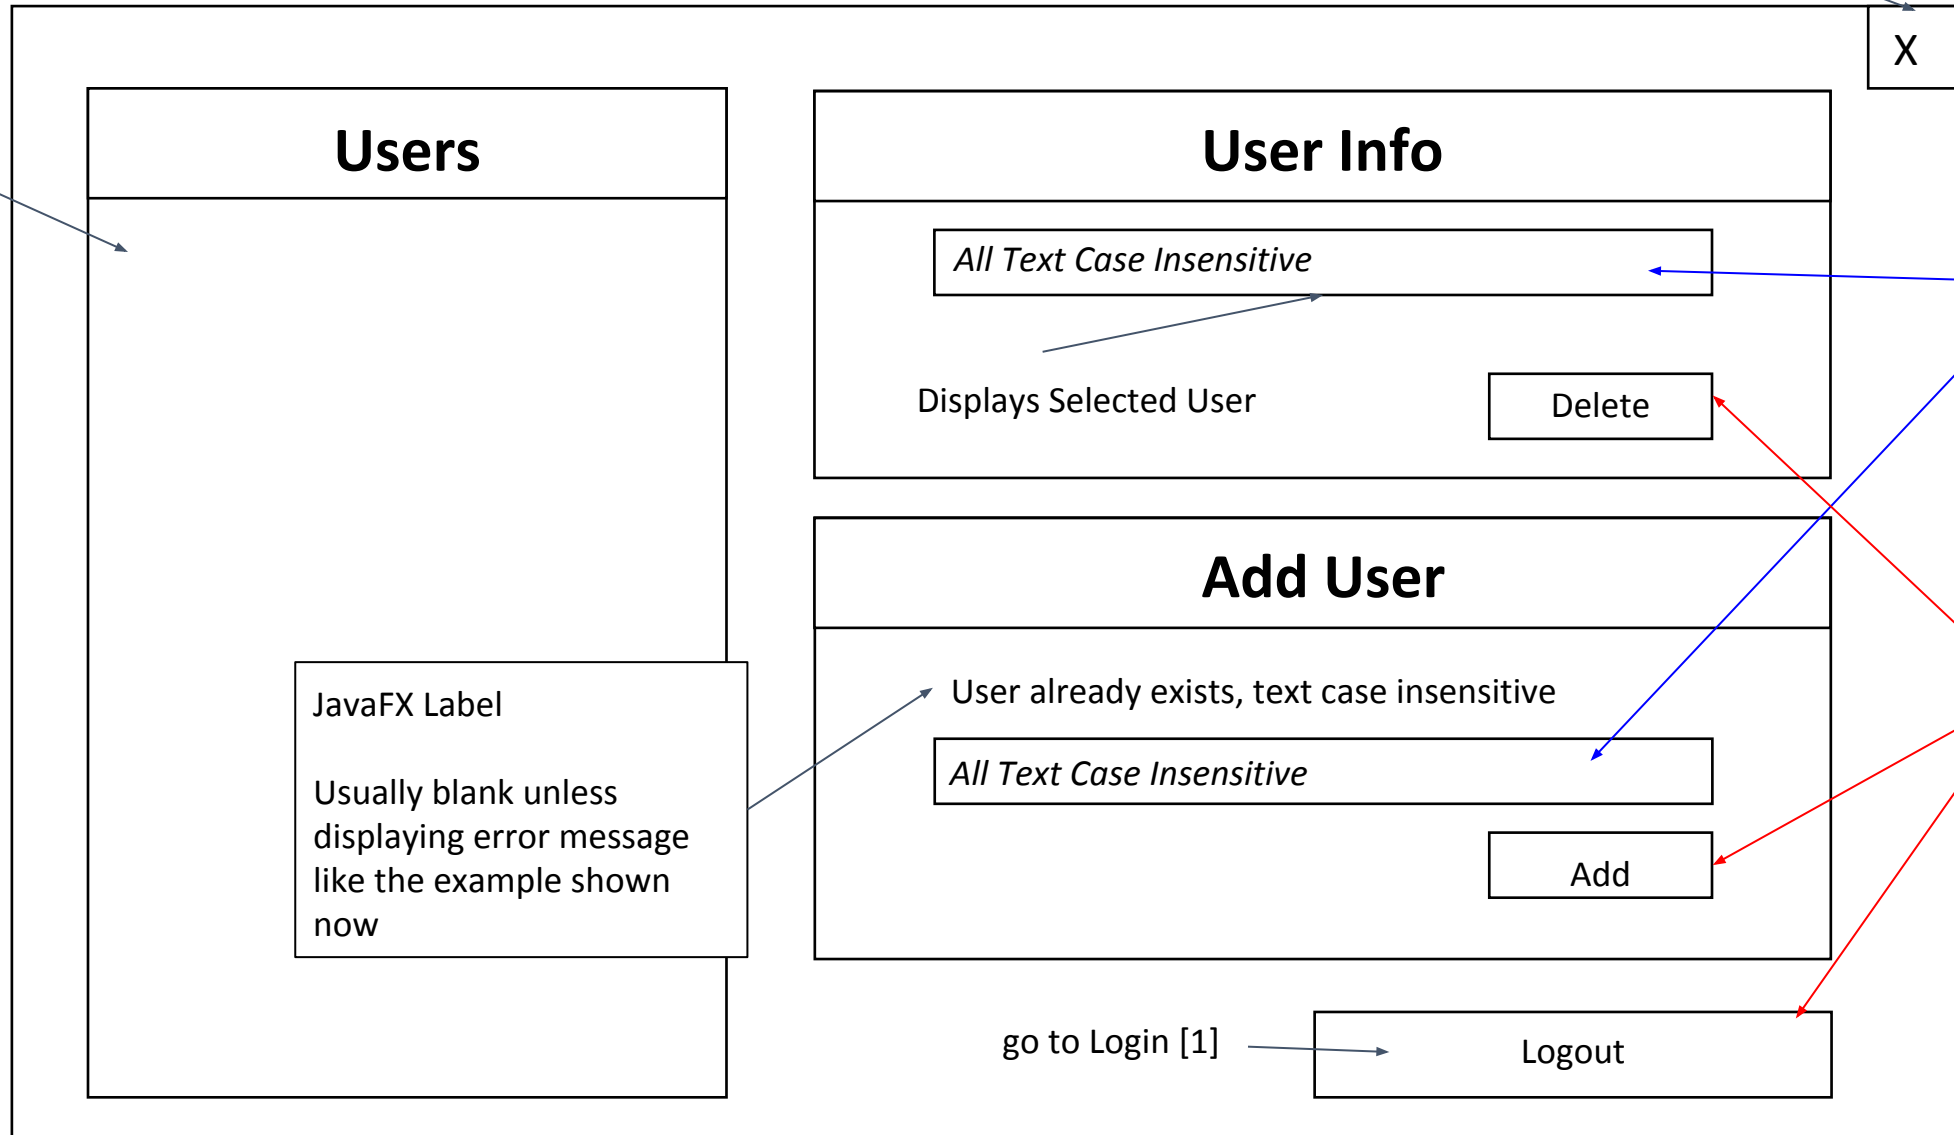 X
Users
User Info
All Text Case Insensitive
Displays Selected User
Delete
Add User
User already exists, text case insensitive
All Text Case Insensitive
Add
JavaFX Label
Usually blank unless
displaying error message
like the example shown
now
go to Login [1]
Logout